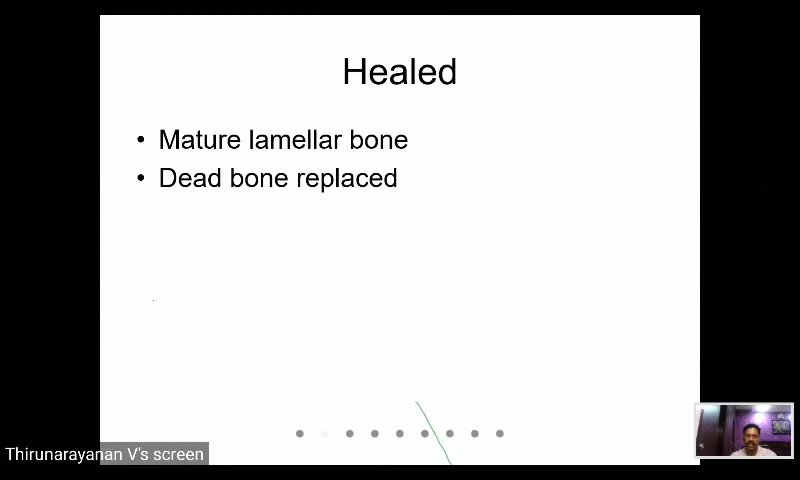 Healed
• Mature lamellar bone
• Dead bone replaced
Thirunarayanan V's screen